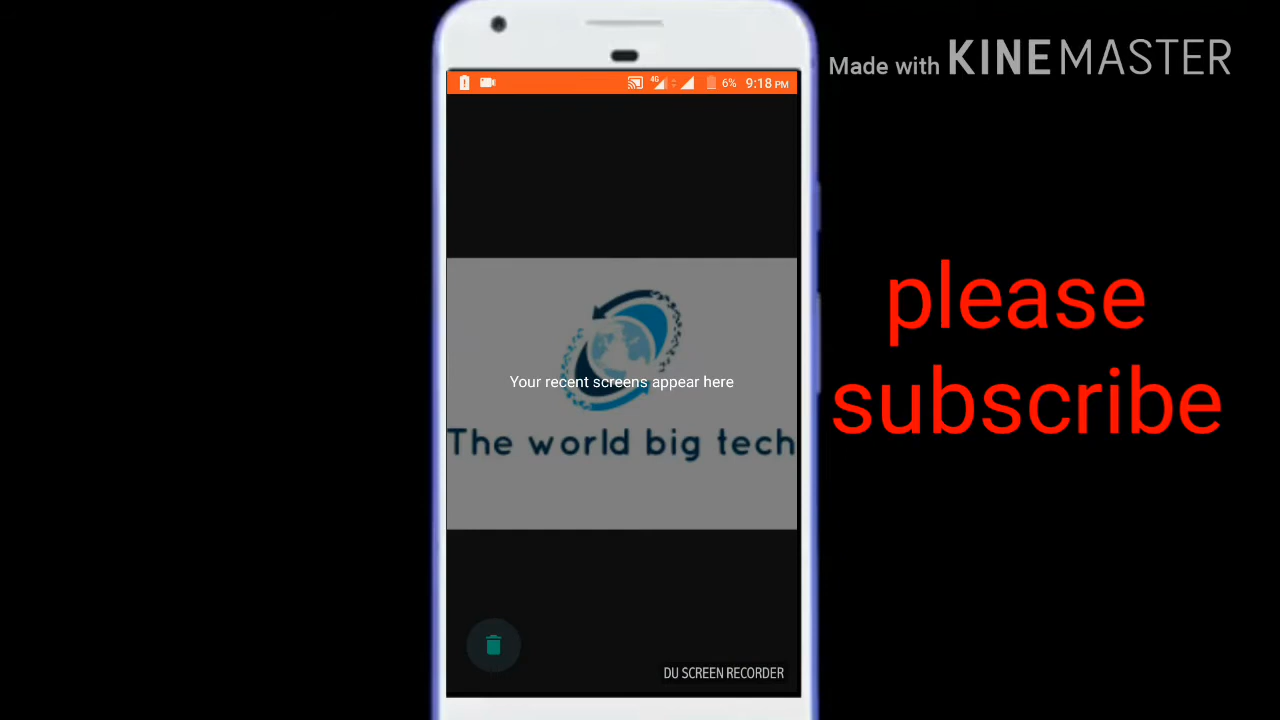 Made with KINEMASTER
4G 6% 9:18 PM
please
subscribe
Your recent screens appear here
The world big tech
DU SCREEN RECORDER